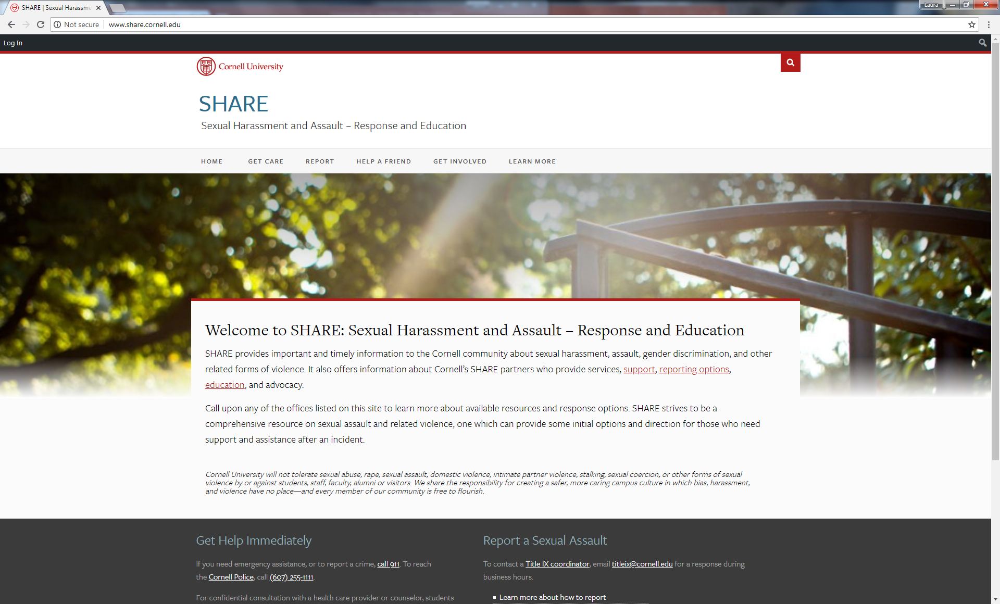 SHARE | Sexual Harassme
Laura
Not secure
www.share.cornell.edu
Log In
Cornell University
SHARE
Sexual Harassment and Assault – Response and Education
HOME
GET CARE
REPORT
HELP A FRIEND
GET INVOLVED
LEARN MORE
Welcome to SHARE: Sexual Harassment and Assault – Response and Education
SHARE provides important and timely information to the Cornell community about sexual harassment, assault, gender discrimination, and other
related forms of violence. It also offers information about Cornell’s SHARE partners who provide services, support, reporting options,
education, and advocacy.
Call upon any of the offices listed on this site to learn more about available resources and response options. SHARE strives to be a
comprehensive resource on sexual assault and related violence, one which can provide some initial options and direction for those who need
support and assistance after an incident.
Cornell University will not tolerate sexual abuse, rape, sexual assault, domestic violence, intimate partner violence, stalking, sexual coercion, or other forms of sexual
violence by or against students, staff, faculty, alumni or visitors. We share the responsibility for creating a safer, more caring campus culture in which bias, harassment,
and violence have no place—and every member of our community is free to flourish.
Get Help Immediately
If you need emergency assistance, or to report a crime, call 911. To reach
the Cornell Police, call (607) 255-1111.
For confidential consultation with a health care provider or counselor, students
Report a Sexual Assault
To contact a Title IX coordinator, email titleix@cornell.edu for a response during
business hours.
Learn more about how to report